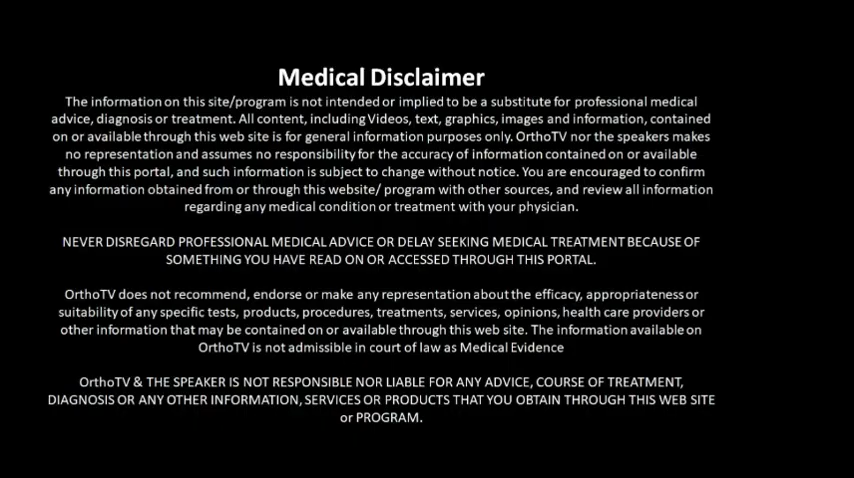 Medical Disclaimer
The information on this site/program is not intended or implied to be a substitute for professional medical
advice, diagnosis or treatment. All content, including Videos, text, graphics, images and information, contained
on or available through this web site is for general information purposes only. OrthoTV nor the speakers makes
no representation and assumes no responsibility for the accuracy of information contained on or available
through this portal, and such information is subject to change without notice. You are encouraged to confirm
any information obtained from or through this website/ program with other sources, and review all information
regarding any medical condition or treatment with your physician.
NEVER DISREGARD PROFESSIONAL MEDICAL ADVICE OR DELAY SEEKING MEDICAL TREATMENT BECAUSE OF
SOMETHING YOU HAVE READ ON OR ACCESSED THROUGH THIS PORTAL.
OrthoTV does not recommend, endorse or make any representation about the efficacy, appropriateness or
suitability of any specific tests, products, procedures, treatments, services, opinions, health care providers or
other information that may be contained on or available through this web site. The information available on
OrthoTV is not admissible in court of law as Medical Evidence
OrthoTV & THE SPEAKER IS NOT RESPONSIBLE NOR LIABLE FOR ANY ADVICE, COURSE OF TREATMENT,
DIAGNOSIS OR ANY OTHER INFORMATION, SERVICES OR PRODUCTS THAT YOU OBTAIN THROUGH THIS WEB SITE
or PROGRAM.